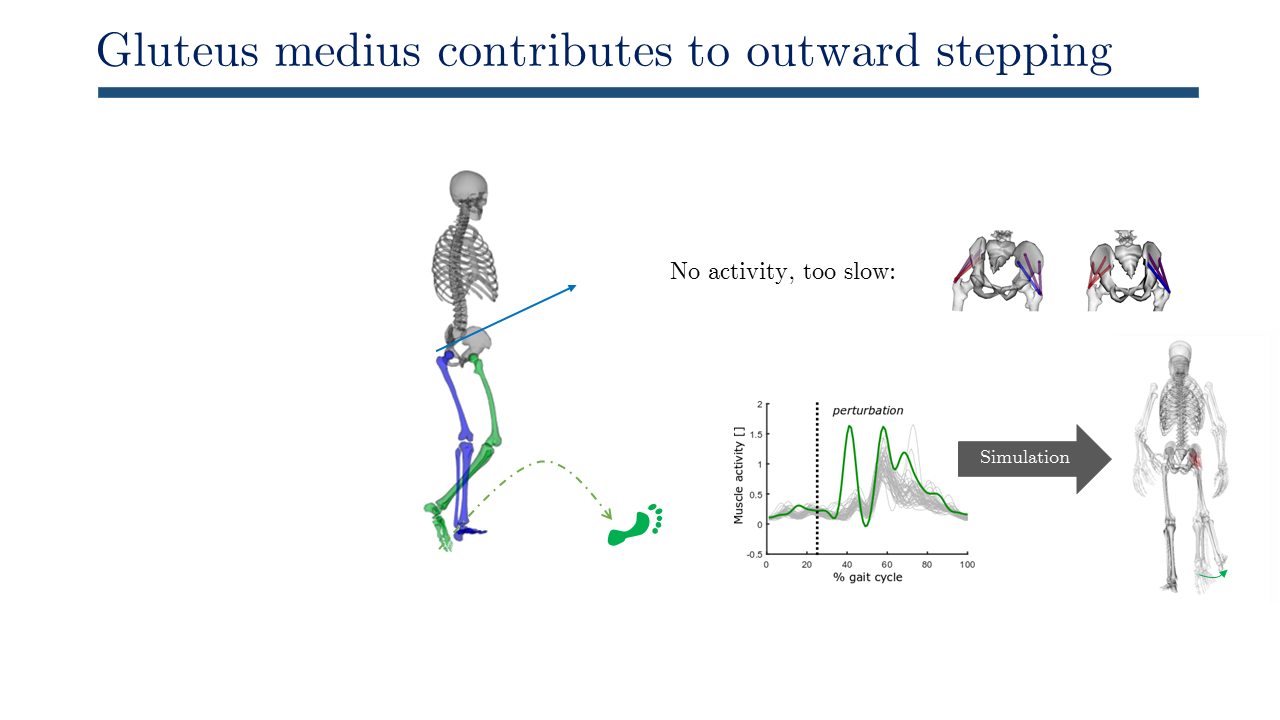 Gluteus medius contributes to outward stepping
No activity, too slow:
perturbation
Muscle activity []
2
1.5
1
0.5
0
-0.5
0 20 40 60 80 100
% gait cycle
Simulation